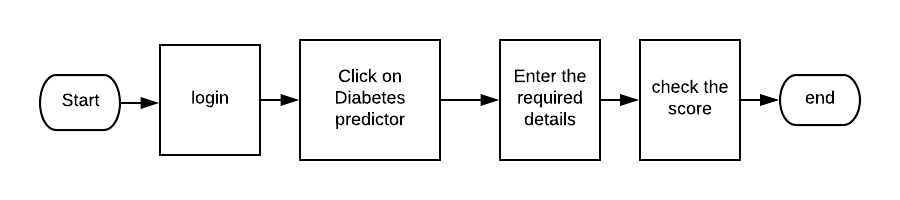 Start
login
Click on
Diabetes
predictor
Enter the
required
details
check the
score
end